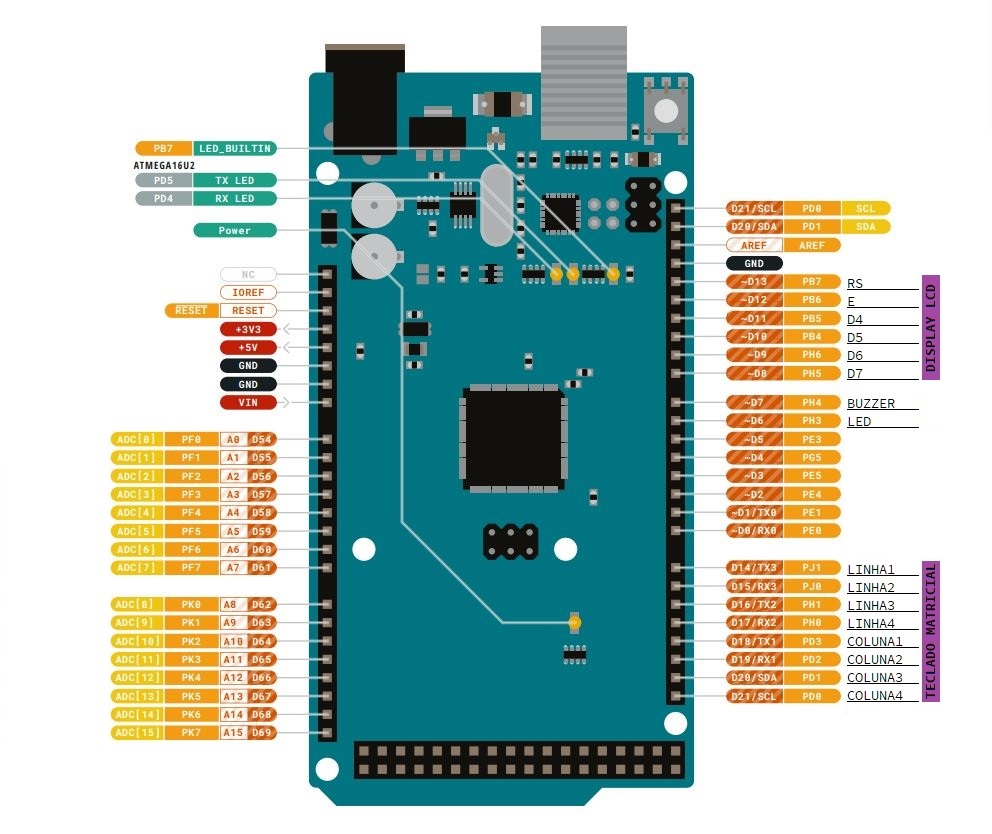 PB7 LED_BUILTIN
ATMEGA16U2
PD5 TX LED
PD4 RX LED
Power
NC
IOREF
RESET RESET
+3V3
+5V
GND
GND
VIN
ADC[0] PF0 A0 D54
ADC[1] PF1 A1 D55
ADC[2] PF2 A2 D56
ADC[3] PF3 A3 D57
ADC[4] PF4 A4 D58
ADC[5] PF5 A5 D59
ADC[6] PF6 A6 D60
ADC[7] PF7 A7 D61
ADC[8] PK0 A8 D62
ADC[9] PK1 A9 D63
ADC[10] PK2 A10 D64
ADC[11] PK3 A11 D65
ADC[12] PK4 A12 D66
ADC[13] PK5 A13 D67
ADC[14] PK6 A14 D68
ADC[15] PK7 A15 D69
D21/SCL PD0 SCL
D20/SDA PD1 SDA
AREF AREF
GND
~D13 PB7 RS
~D12 PB6 E
~D11 PB5 D4
~D10 PB4 D5
~D9 PH6 D6
~D8 PH5 D7
DISPLAY LCD
~D7 PH4 BUZZER
~D6 PH3 LED
~D5 PE3
~D4 PG5
~D3 PE5
~D2 PE4
~D1/TX0 PE1
~D0/RX0 PE0
D14/TX3 PJ1 LINHA1
D15/RX3 PJ0 LINHA2
D16/TX2 PH1 LINHA3
D17/RX2 PH0 LINHA4
D18/TX1 PD3 COLUNA1
D19/RX1 PD2 COLUNA2
D20/SDA PD1 COLUNA3
D21/SCL PD0 COLUNA4
TECLADO MATRICIAL